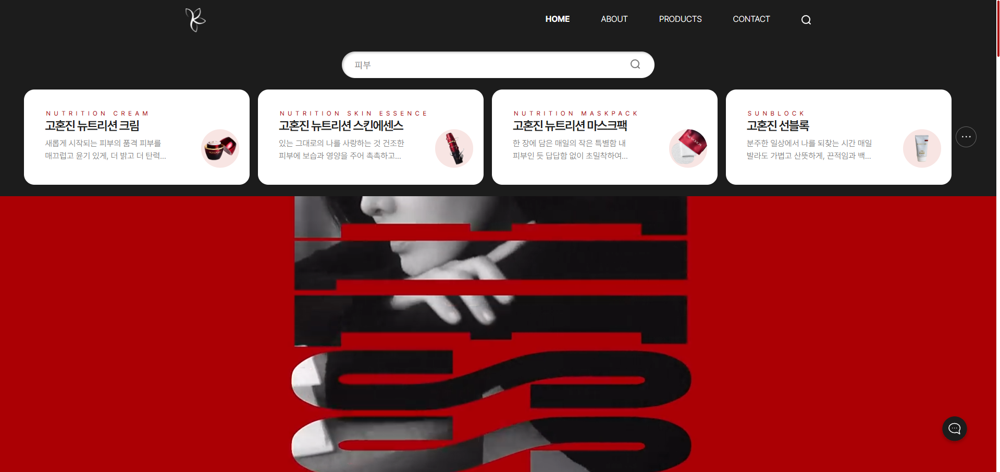 HOME
ABOUT
PRODUCTS
CONTACT
피부
NUTRITION CREAM
고혼진 뉴트리션 크림
새롭게 시작되는 피부의 품격 피부를
매끄럽고 윤기 있게, 더 밝고 더 탄력...
NUTRITION SKIN ESSENCE
고혼진 뉴트리션 스킨에센스
있는 그대로의 나를 사랑하는 것 건조한
피부에 보습과 영양을 주어 촉촉하고...
NUTRITION MASKPACK
고혼진 뉴트리션 마스크팩
한 장에 담은 매일의 작은 특별함 내
피부인 듯 답답함 없이 초밀착하여...
SUNBLOCK
고혼진 선블록
분주한 일상에서 나를 되찾는 시간 매일
발라도 가볍고 산뜻하게, 끈적임과 백...